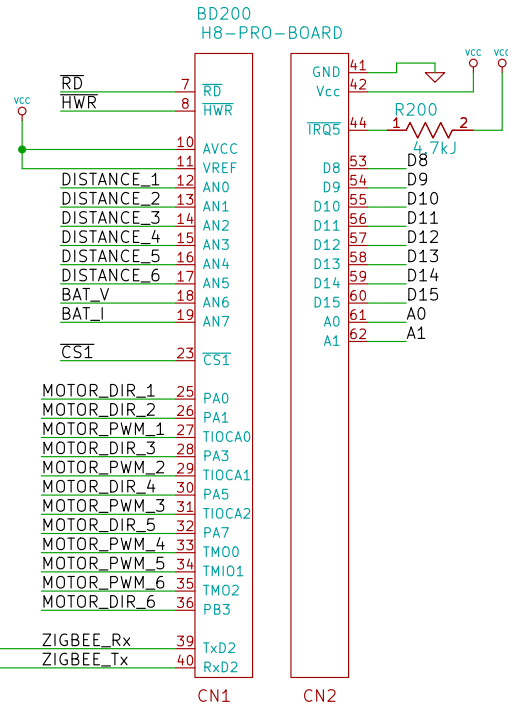 BD200
H8-PRO-BOARD
RD 7 RD
HWR 8 HWR
vcc
10 AVCC
11 VREF
DISTANCE_1 12 AN0
DISTANCE_2 13 AN1
DISTANCE_3 14 AN2
DISTANCE_4 15 AN3
DISTANCE_5 16 AN4
DISTANCE_6 17 AN5
BAT_V 18 AN6
BAT_I 19 AN7
CS1 23 CS1
MOTOR_DIR_1 25 PA0
MOTOR_DIR_2 26 PA1
MOTOR_PWM_1 27 TIOCA0
MOTOR_DIR_3 28 PA3
MOTOR_PWM_2 29 TIOCA1
MOTOR_DIR_4 30 PA5
MOTOR_PWM_3 31 TIOCA2
MOTOR_DIR_5 32 PA7
MOTOR_PWM_4 33 TMO0
MOTOR_PWM_5 34 TMIO1
MOTOR_PWM_6 35 TMO2
MOTOR_DIR_6 36 PB3
ZIGBEE_Rx 39 TxD2
ZIGBEE_Tx 40 RxD2
CN1
vcc
vcc
GND 41
Vcc 42
R200
IRQ5 44 1 2
4.7kJ
D8 53 D8
D9 54 D9
D10 55 D10
D11 56 D11
D12 57 D12
D13 58 D13
D14 59 D14
D15 60 D15
A0 61 A0
A1 62 A1
CN2